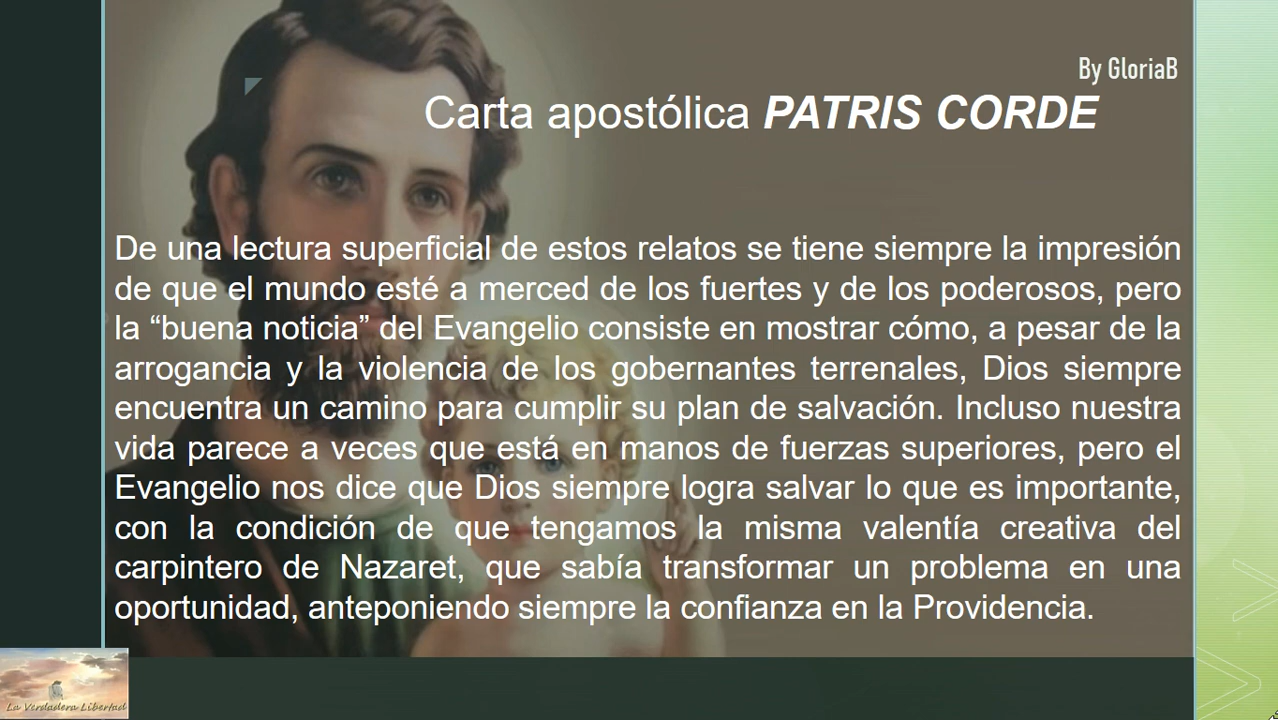 By GloriaB
Carta apostólica PATRIS CORDE
De una lectura superficial de estos relatos se tiene siempre la impresión
de que el mundo esté a merced de los fuertes y de los poderosos, pero
la “buena noticia” del Evangelio consiste en mostrar cómo, a pesar de la
arrogancia y la violencia de los gobernantes terrenales, Dios siempre
encuentra un camino para cumplir su plan de salvación. Incluso nuestra
vida parece a veces que está en manos de fuerzas superiores, pero el
Evangelio nos dice que Dios siempre logra salvar lo que es importante,
con la condición de que tengamos la misma valentía creativa del
carpintero de Nazaret, que sabía transformar un problema en una
oportunidad, anteponiendo siempre la confianza en la Providencia.
La Verdadera Libertad